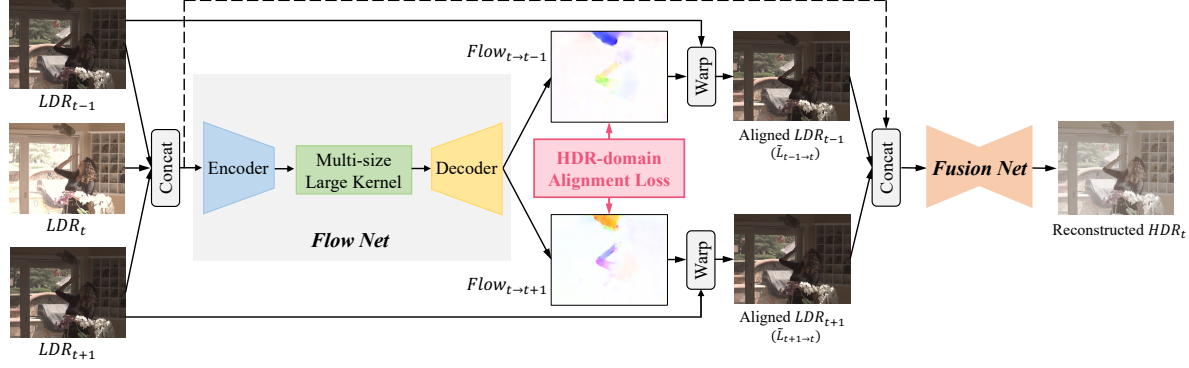 LDR_{t−1}
LDR_t
LDR_{t+1}
Concat
Encoder
Multi-size
Large Kernel
Decoder
Flow Net
Flow_{t→t−1}
HDR-domain
Alignment Loss
Flow_{t→t+1}
Warp
Warp
Aligned LDR_{t−1}
(L̃_{t−1→t})
Aligned LDR_{t+1}
(L̃_{t+1→t})
Concat
Fusion Net
Reconstructed HDR_t